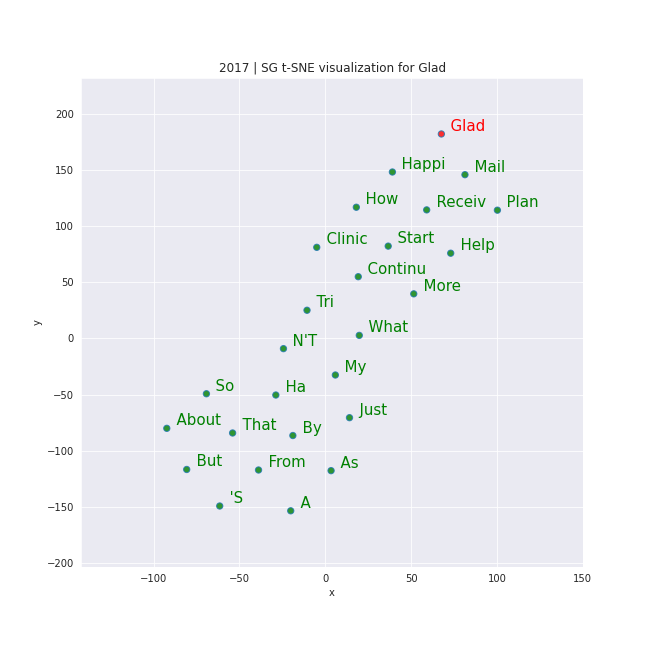 2017 | SG t-SNE visualization for Glad
200
150
100
50
0
−50
−100
−150
−200
y
Glad
Happi
Mail
How
Receiv
Plan
Clinic
Start
Help
Continu
More
Tri
What
N'T
My
So
Ha
Just
About
That
By
But
From
As
'S
A
−100
−50
0
50
100
150
x